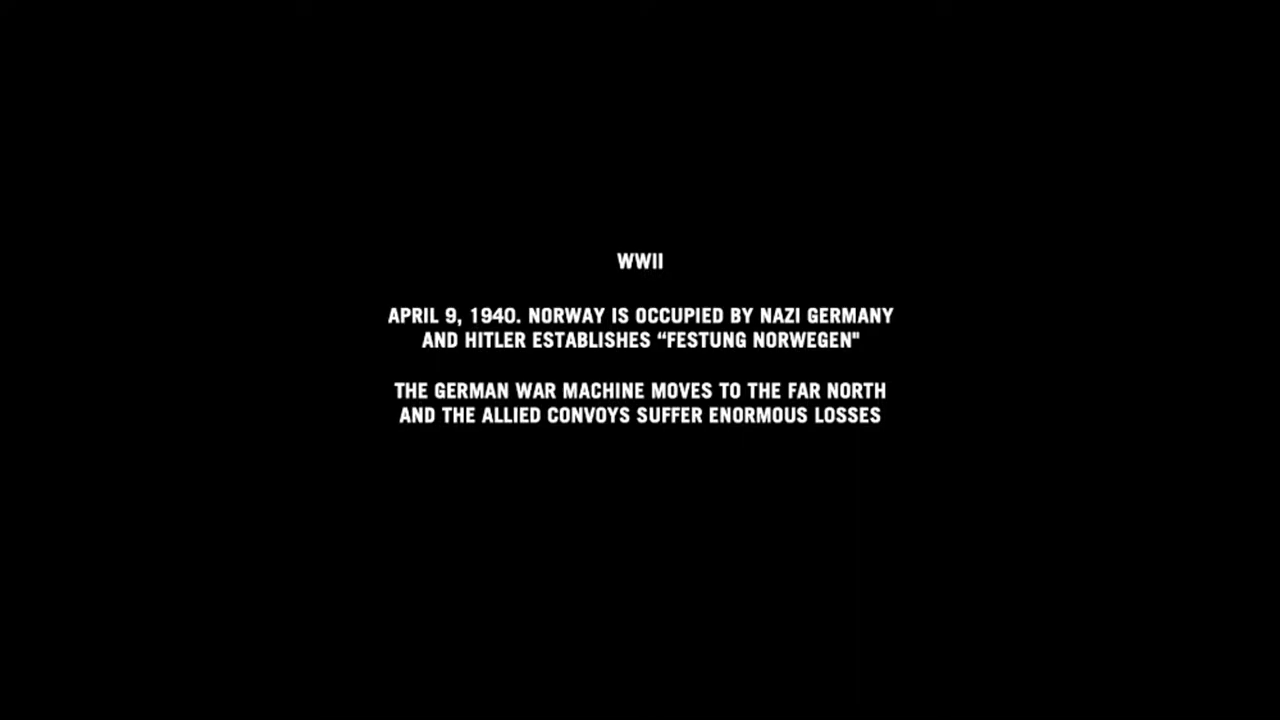 WWII
APRIL 9, 1940. NORWAY IS OCCUPIED BY NAZI GERMANY
AND HITLER ESTABLISHES “FESTUNG NORWEGEN"
THE GERMAN WAR MACHINE MOVES TO THE FAR NORTH
AND THE ALLIED CONVOYS SUFFER ENORMOUS LOSSES